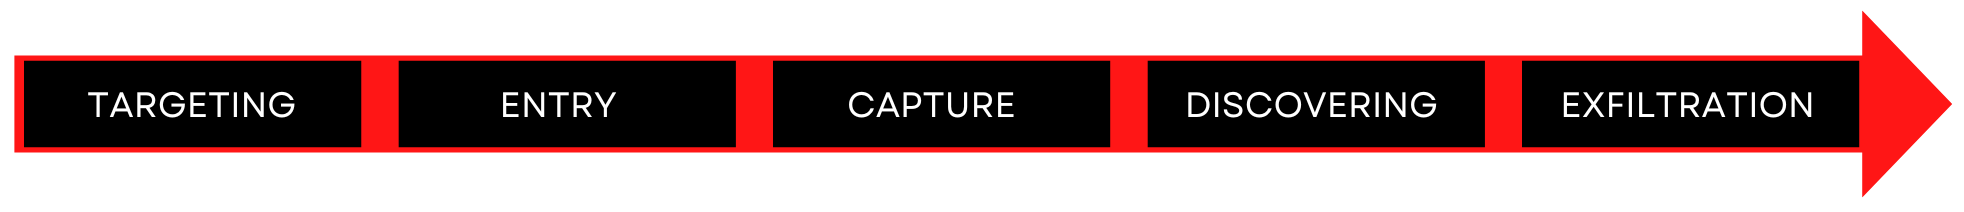 TARGETING ENTRY CAPTURE DISCOVERING EXFILTRATION